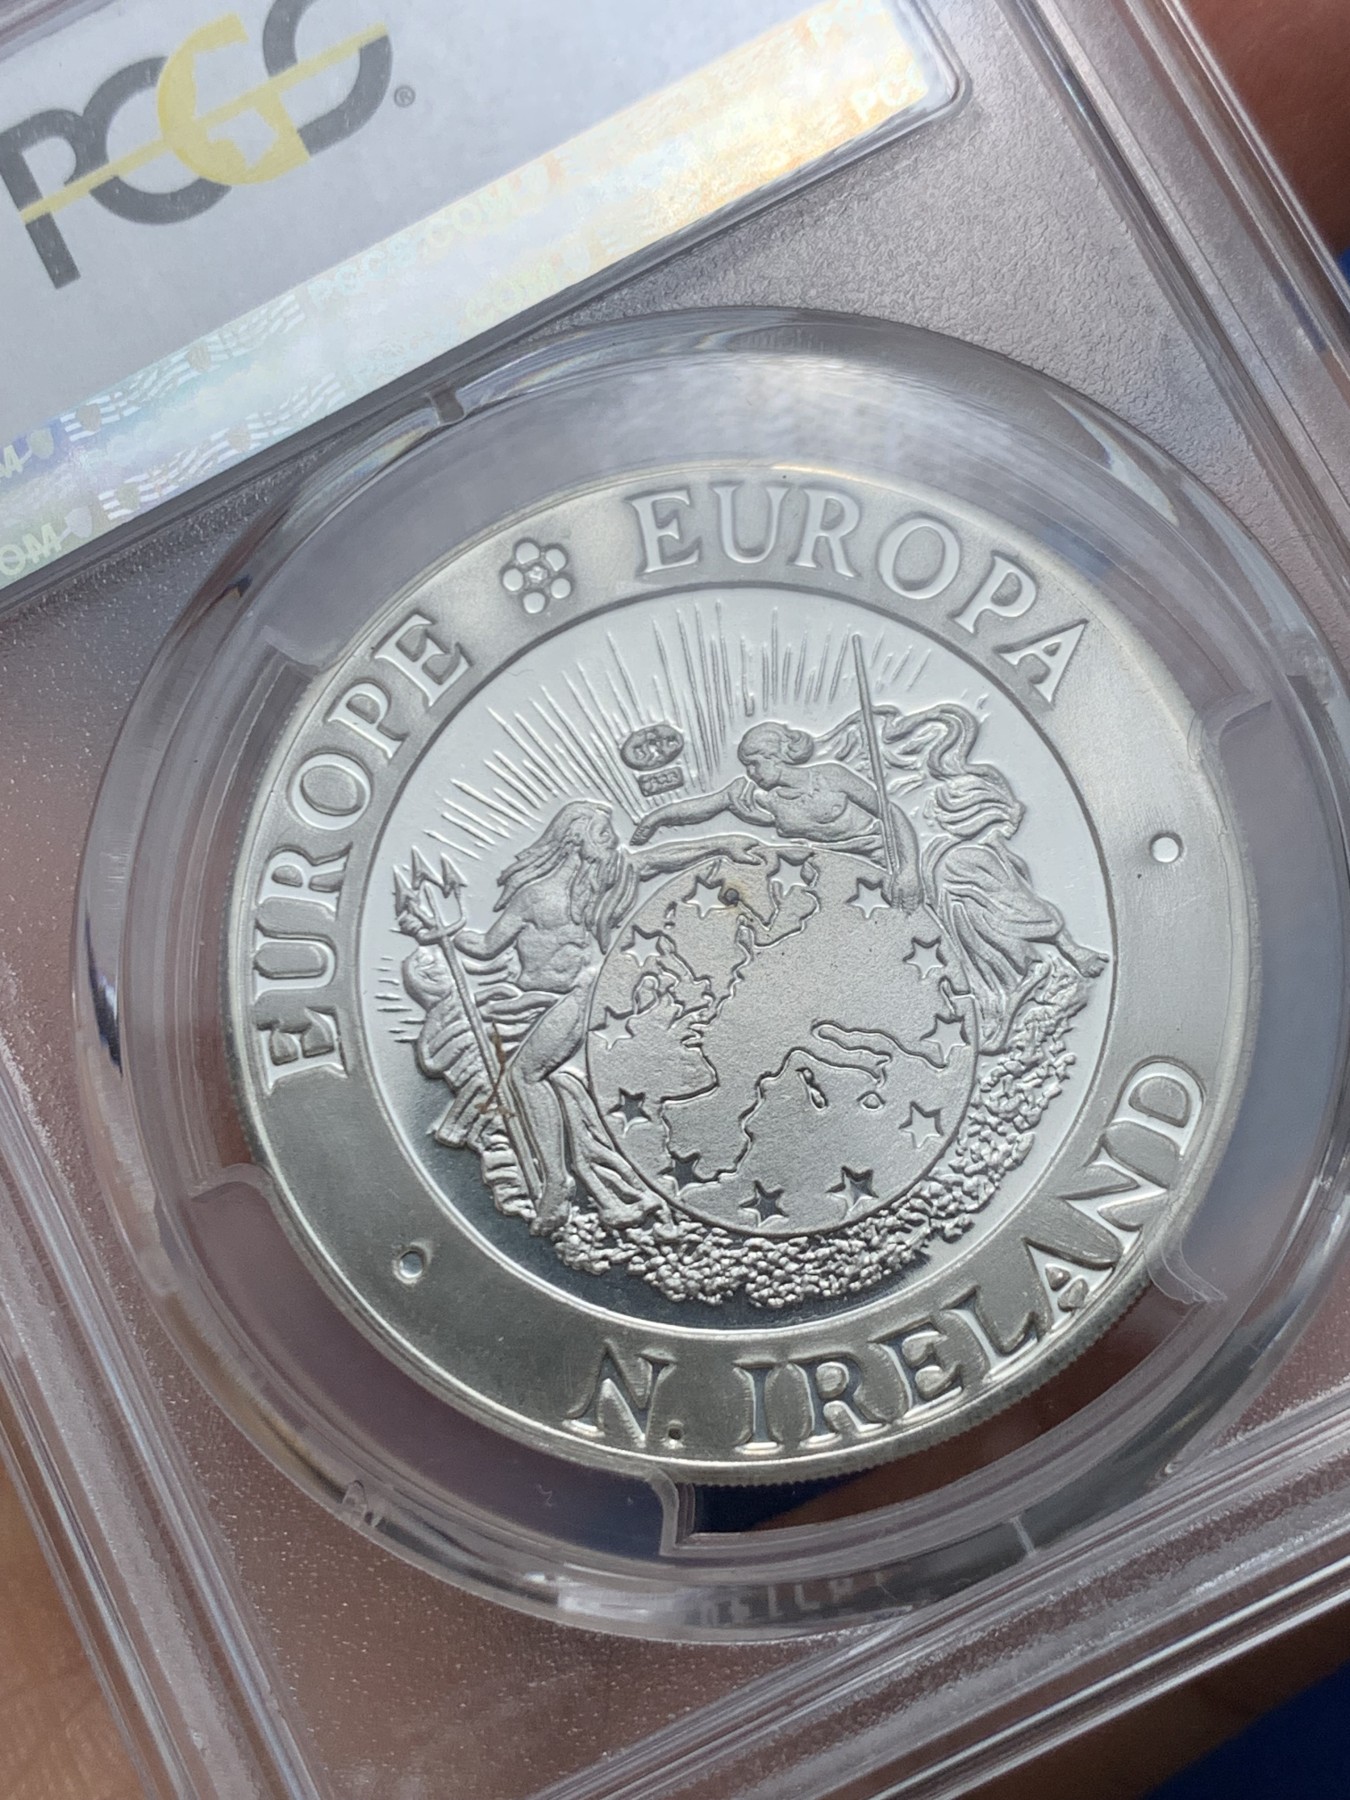 PCGS®
EUROPE EUROPA
N. IRELAND